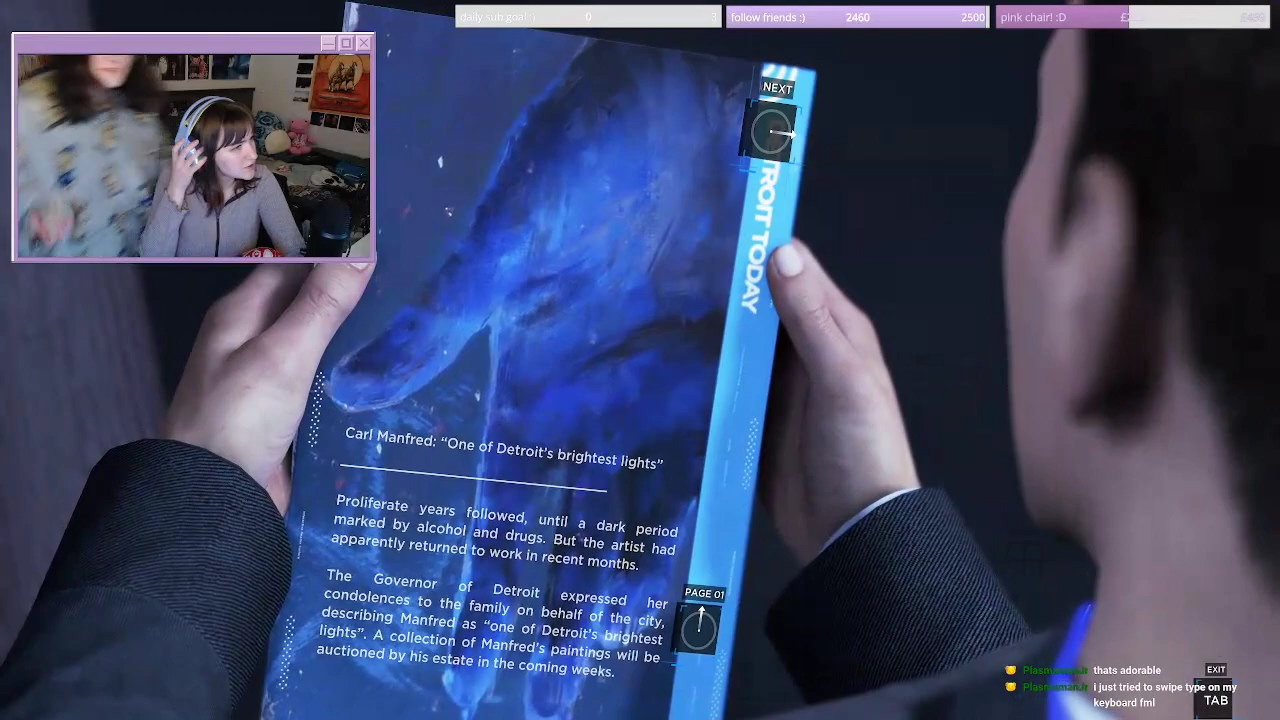 daily sub goal :)
0
?
follow friends :)
2460
2500
pink chair! :D
NEXT
TROIT TODAY
Carl Manfred: “One of Detroit’s brightest lights”
Proliferate years followed, until a dark period
marked by alcohol and drugs. But the artist had
apparently returned to work in recent months.
The Governor of Detroit expressed her
condolences to the family on behalf of the city,
describing Manfred as “one of Detroit’s brightest
lights”. A collection of Manfred’s paintings will be
auctioned by his estate in the coming weeks.
PAGE 01
thats adorable
i just tried to swipe type on my
keyboard fml
EXIT
TAB